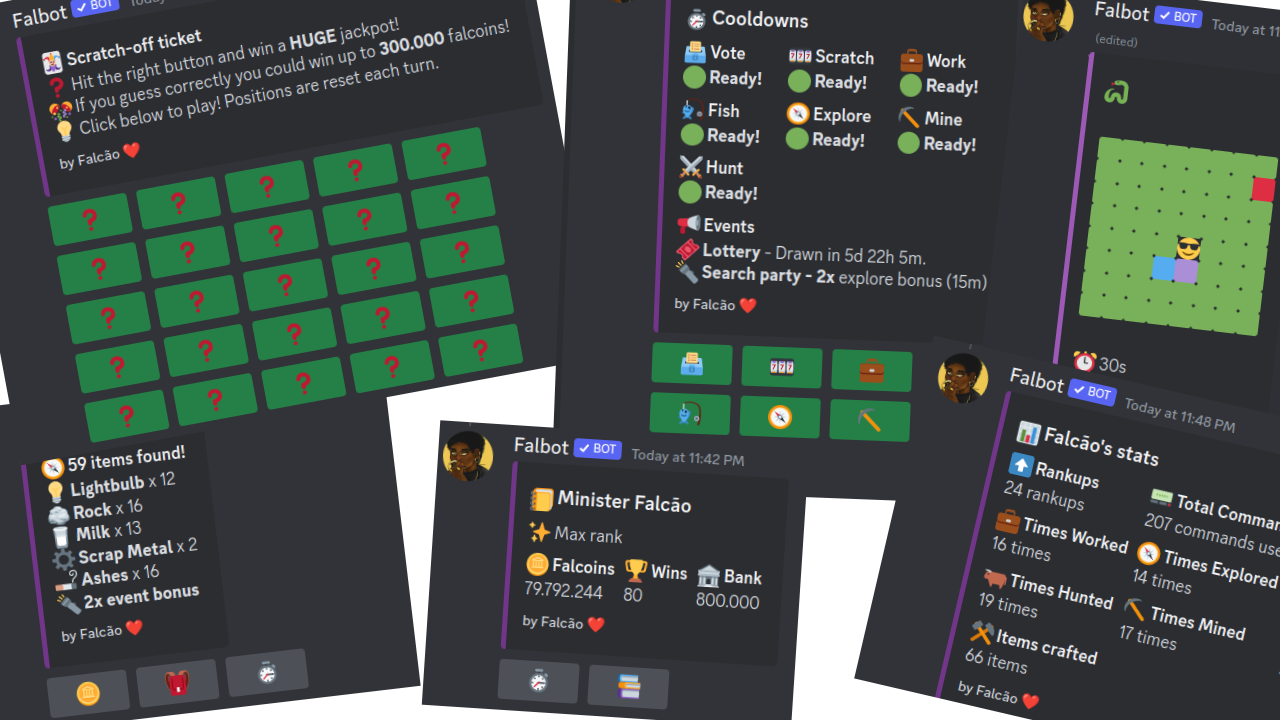 Falbot ✓ BOT
Scratch-off ticket
Hit the right button and win a HUGE jackpot!
If you guess correctly you could win up to 300.000 falcoins!
Click below to play! Positions are reset each turn.
by Falcão ❤️
Cooldowns
Vote Scratch Work
Ready! Ready! Ready!
Fish Explore Mine
Ready! Ready! Ready!
Hunt
Ready!
Events
Lottery - Drawn in 5d 22h 5m.
Search party - 2x explore bonus (15m)
by Falcão ❤️
Falbot ✓ BOT Today at 11
(edited)
30s
59 items found!
Lightbulb x 12
Rock x 16
Milk x 13
Scrap Metal x 2
Ashes x 16
2x event bonus
by Falcão ❤️
Falbot ✓ BOT Today at 11:42 PM
Minister Falcão
Max rank
Falcoins Wins Bank
79.792.244 80 800.000
by Falcão ❤️
Falbot ✓ BOT Today at 11:48 PM
Falcão's stats
Rankups Total Comman
24 rankups 207 commands use
Times Worked Times Explored
16 times 14 times
Times Hunted Times Mined
19 times 17 times
Items crafted
66 items
by Falcão ❤️